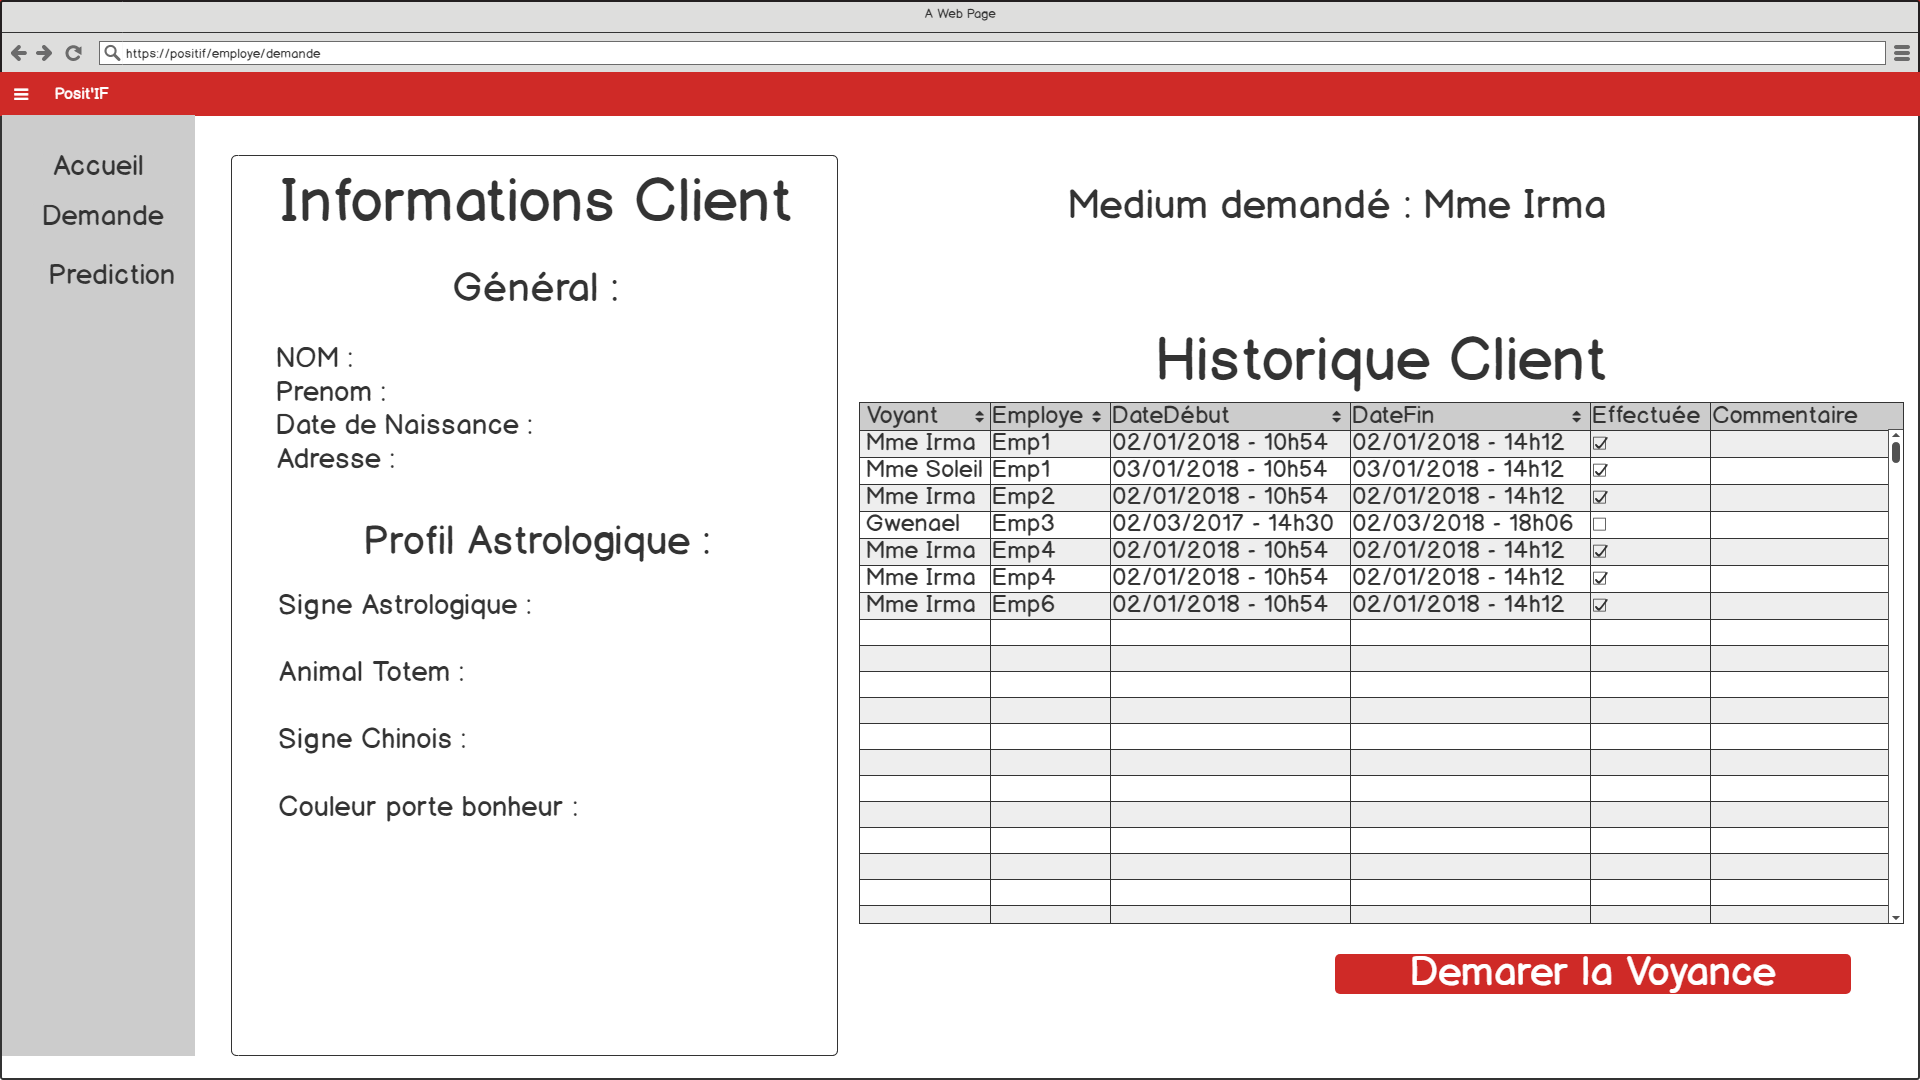 A Web Page
https://positif/employe/demande
Posit'IF
Accueil
Demande
Prediction
Informations Client
Général :
NOM :
Prenom :
Date de Naissance :
Adresse :
Profil Astrologique :
Signe Astrologique :
Animal Totem :
Signe Chinois :
Couleur porte bonheur :
Medium demandé : Mme Irma
Historique Client
Voyant Employe DateDébut DateFin Effectuée Commentaire
Mme Irma Emp1 02/01/2018 - 10h54 02/01/2018 - 14h12
Mme Soleil Emp1 03/01/2018 - 10h54 03/01/2018 - 14h12
Mme Irma Emp2 02/01/2018 - 10h54 02/01/2018 - 14h12
Gwenael Emp3 02/03/2017 - 14h30 02/03/2018 - 18h06
Mme Irma Emp4 02/01/2018 - 10h54 02/01/2018 - 14h12
Mme Irma Emp4 02/01/2018 - 10h54 02/01/2018 - 14h12
Mme Irma Emp6 02/01/2018 - 10h54 02/01/2018 - 14h12
Demarer la Voyance